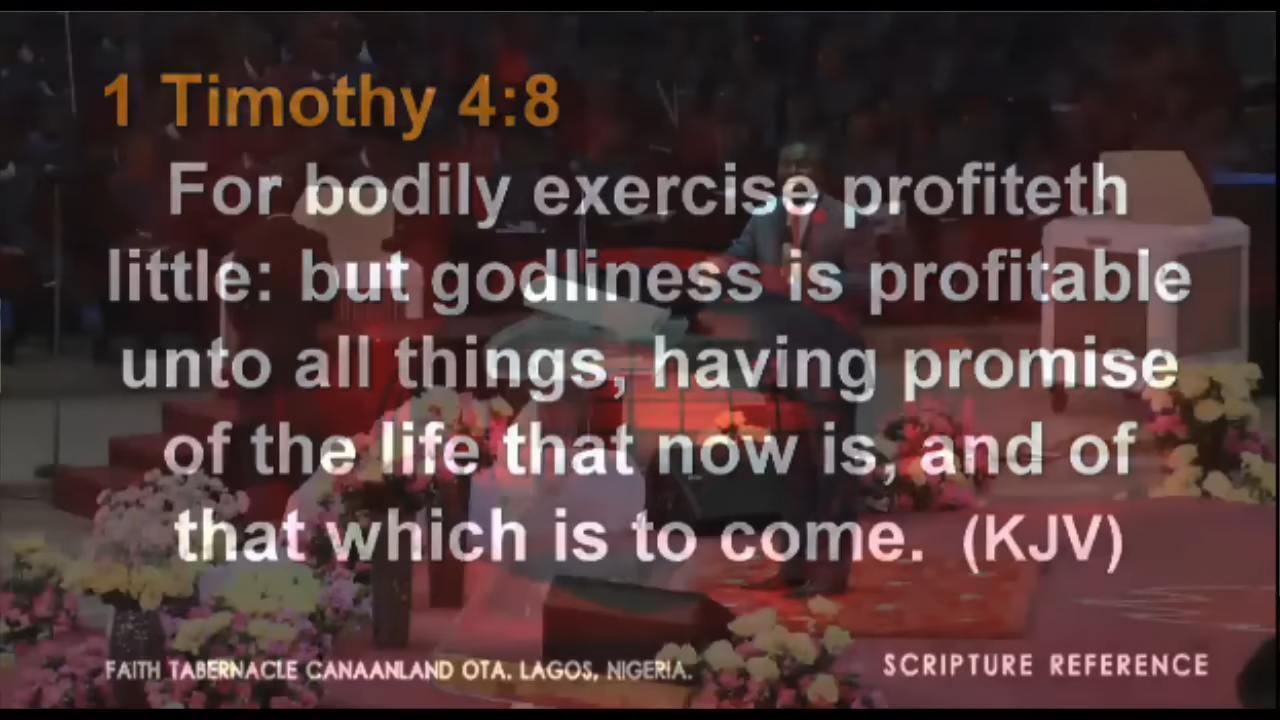 1 Timothy 4:8
For bodily exercise profiteth
little: but godliness is profitable
unto all things, having promise
of the life that now is, and of
that which is to come.  (KJV)
FAITH TABERNACLE CANAANLAND OTA. LAGOS, NIGERIA.
SCRIPTURE REFERENCE